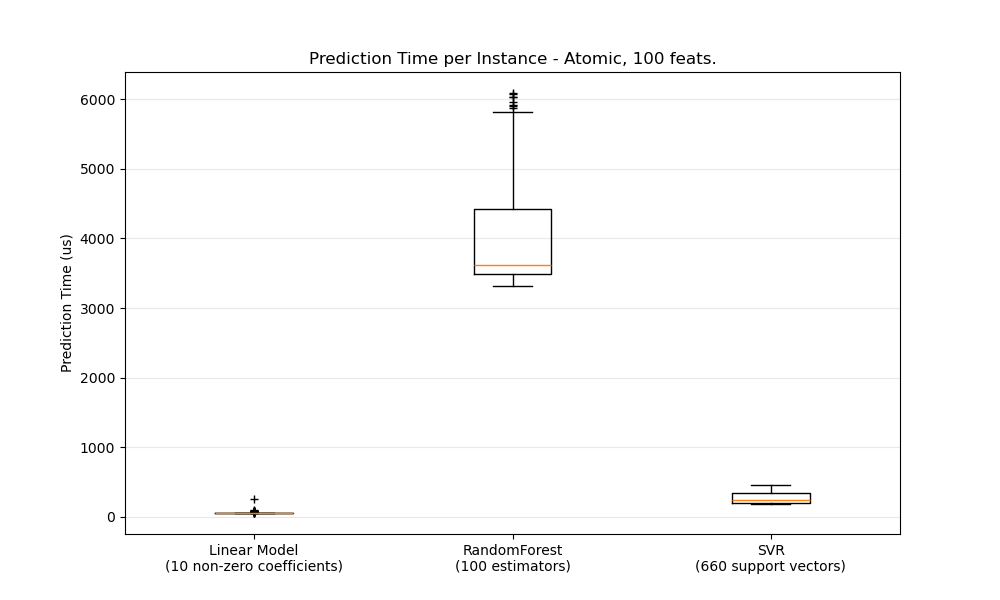 Prediction Time per Instance - Atomic, 100 feats.
Prediction Time (us)
6000
5000
4000
3000
2000
1000
0
Linear Model
(10 non-zero coefficients)
RandomForest
(100 estimators)
SVR
(660 support vectors)